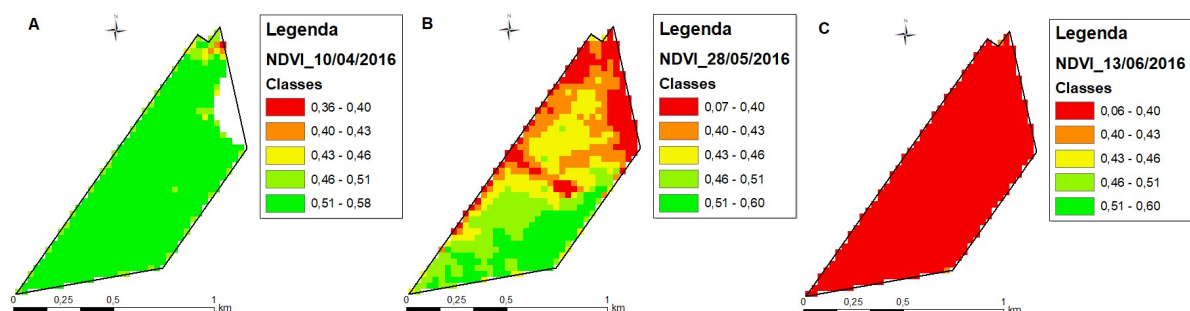 A
N
Legenda
NDVI_10/04/2016
Classes
0,36 - 0,40
0,40 - 0,43
0,43 - 0,46
0,46 - 0,51
0,51 - 0,58
0 0,25 0,5 1
km
B
N
Legenda
NDVI_28/05/2016
Classes
0,07 - 0,40
0,40 - 0,43
0,43 - 0,46
0,46 - 0,51
0,51 - 0,60
0 0,25 0,5 1
km
C
N
Legenda
NDVI_13/06/2016
Classes
0,06 - 0,40
0,40 - 0,43
0,43 - 0,46
0,46 - 0,51
0,51 - 0,60
0 0,25 0,5 1
km